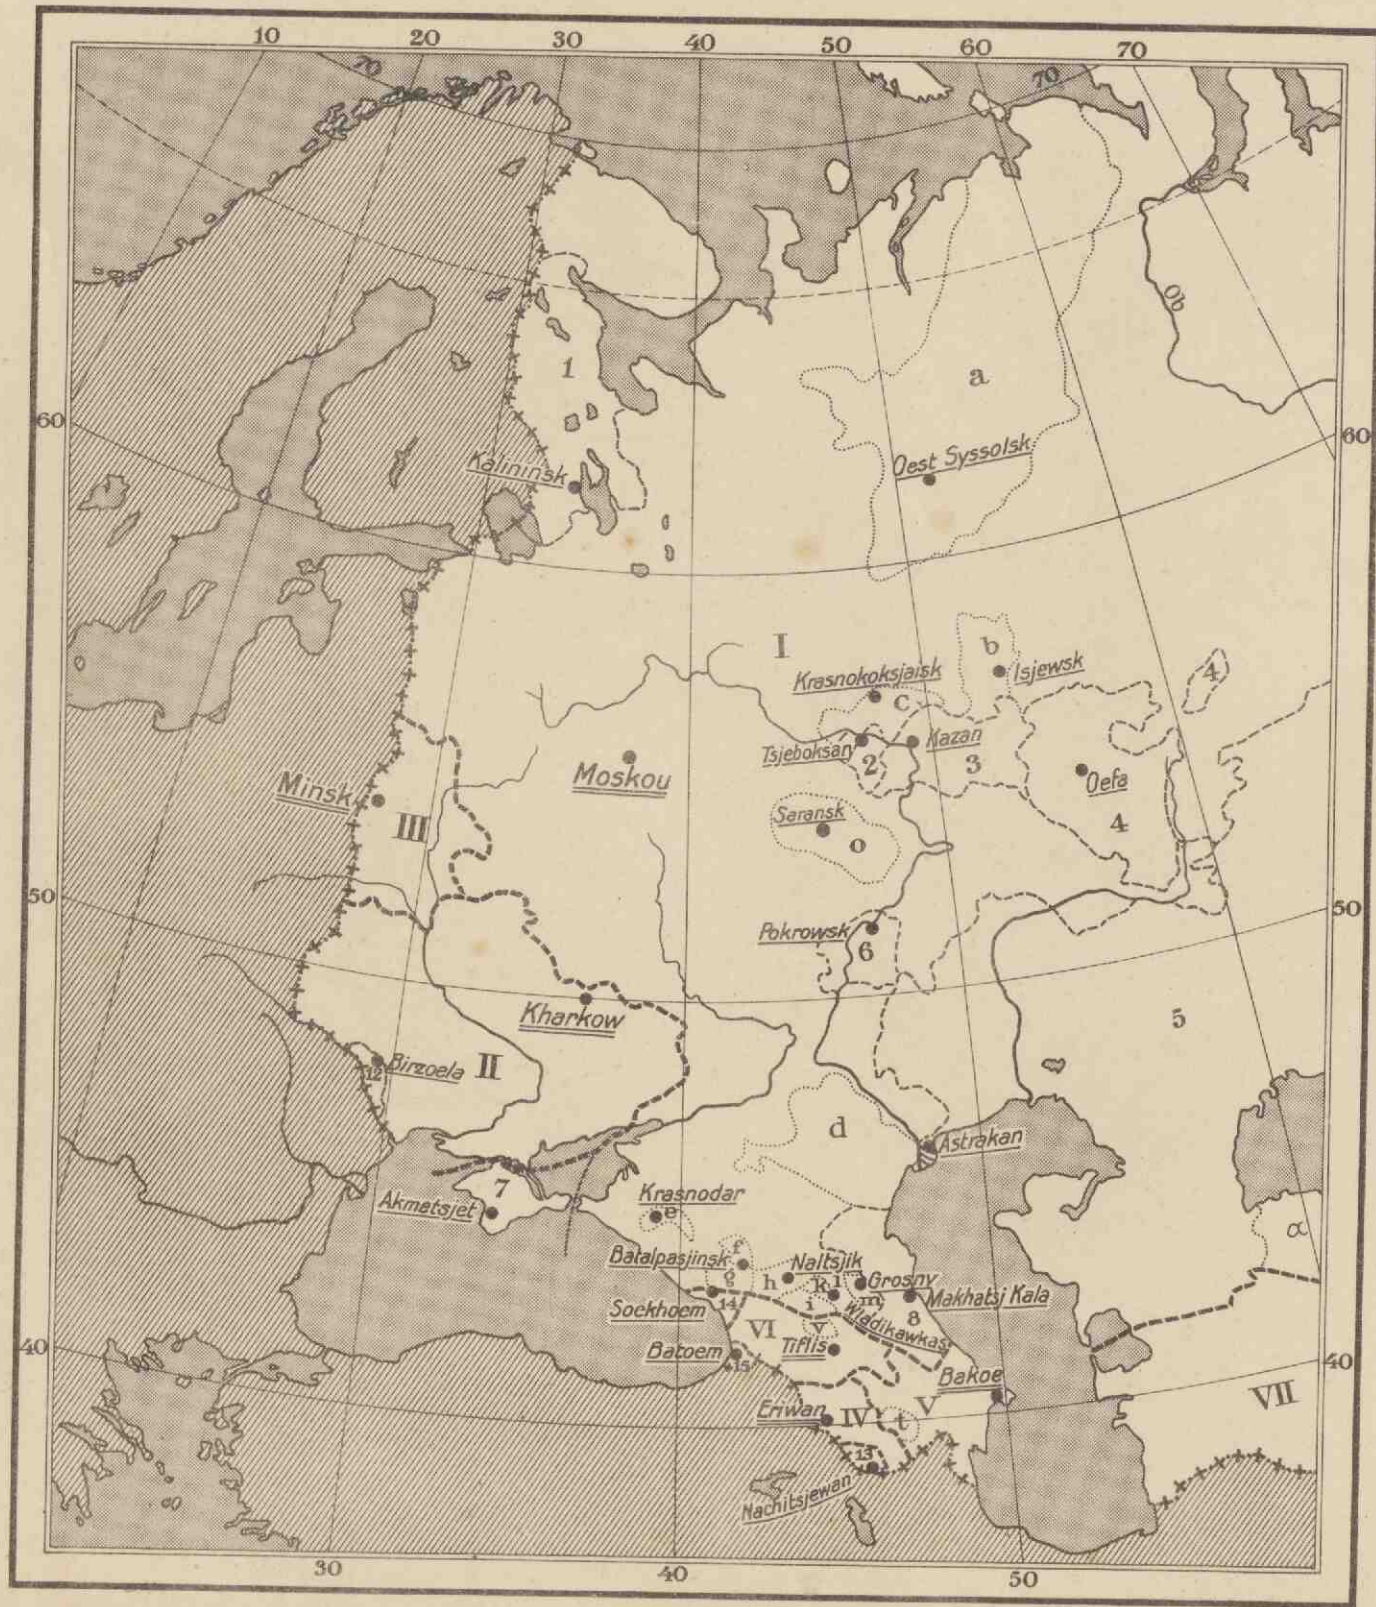 10 20 30 40 50 60 70
70
70
Ob
1
a
60
60
Kalininsk
Oest Syssolsk
I
b
Isjewsk
4
Krasnokoksjaisk
c
Tsjeboksan
Kazan
2
3
Oefa
4
Moskou
Minsk
III
Saransk
o
50
50
Pokrowsk
6
Kharkow
5
Birzoela
12
II
d
Astrakan
7
Akmetsjet
Krasnodar
e
α
Batalpasjinsk
f
g
h
Naltsjik
k
l
Grosny
i
m
Makhatsj Kala
8
Wladikawkas
Soekhoem
14
VI
v
Tiflis
Batoem
15
40
40
Bakoe
VII
Eriwan
IV
t
V
13
Nachitsjewan
30 40 50